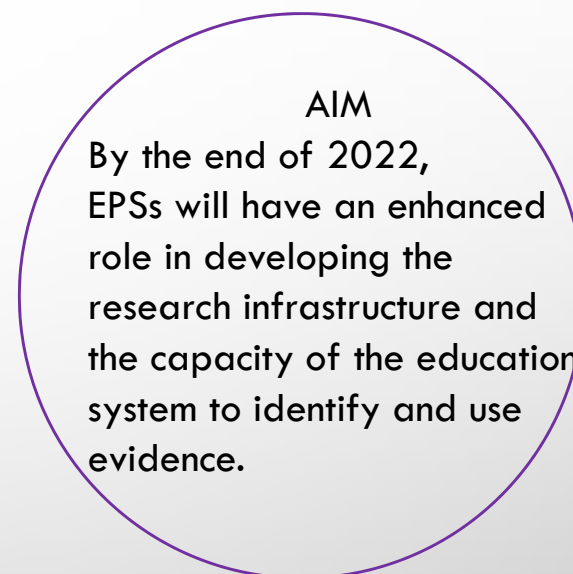 AIM
By the end of 2022,
EPSs will have an enhanced
role in developing the
research infrastructure and
the capacity of the education
system to identify and use
evidence.